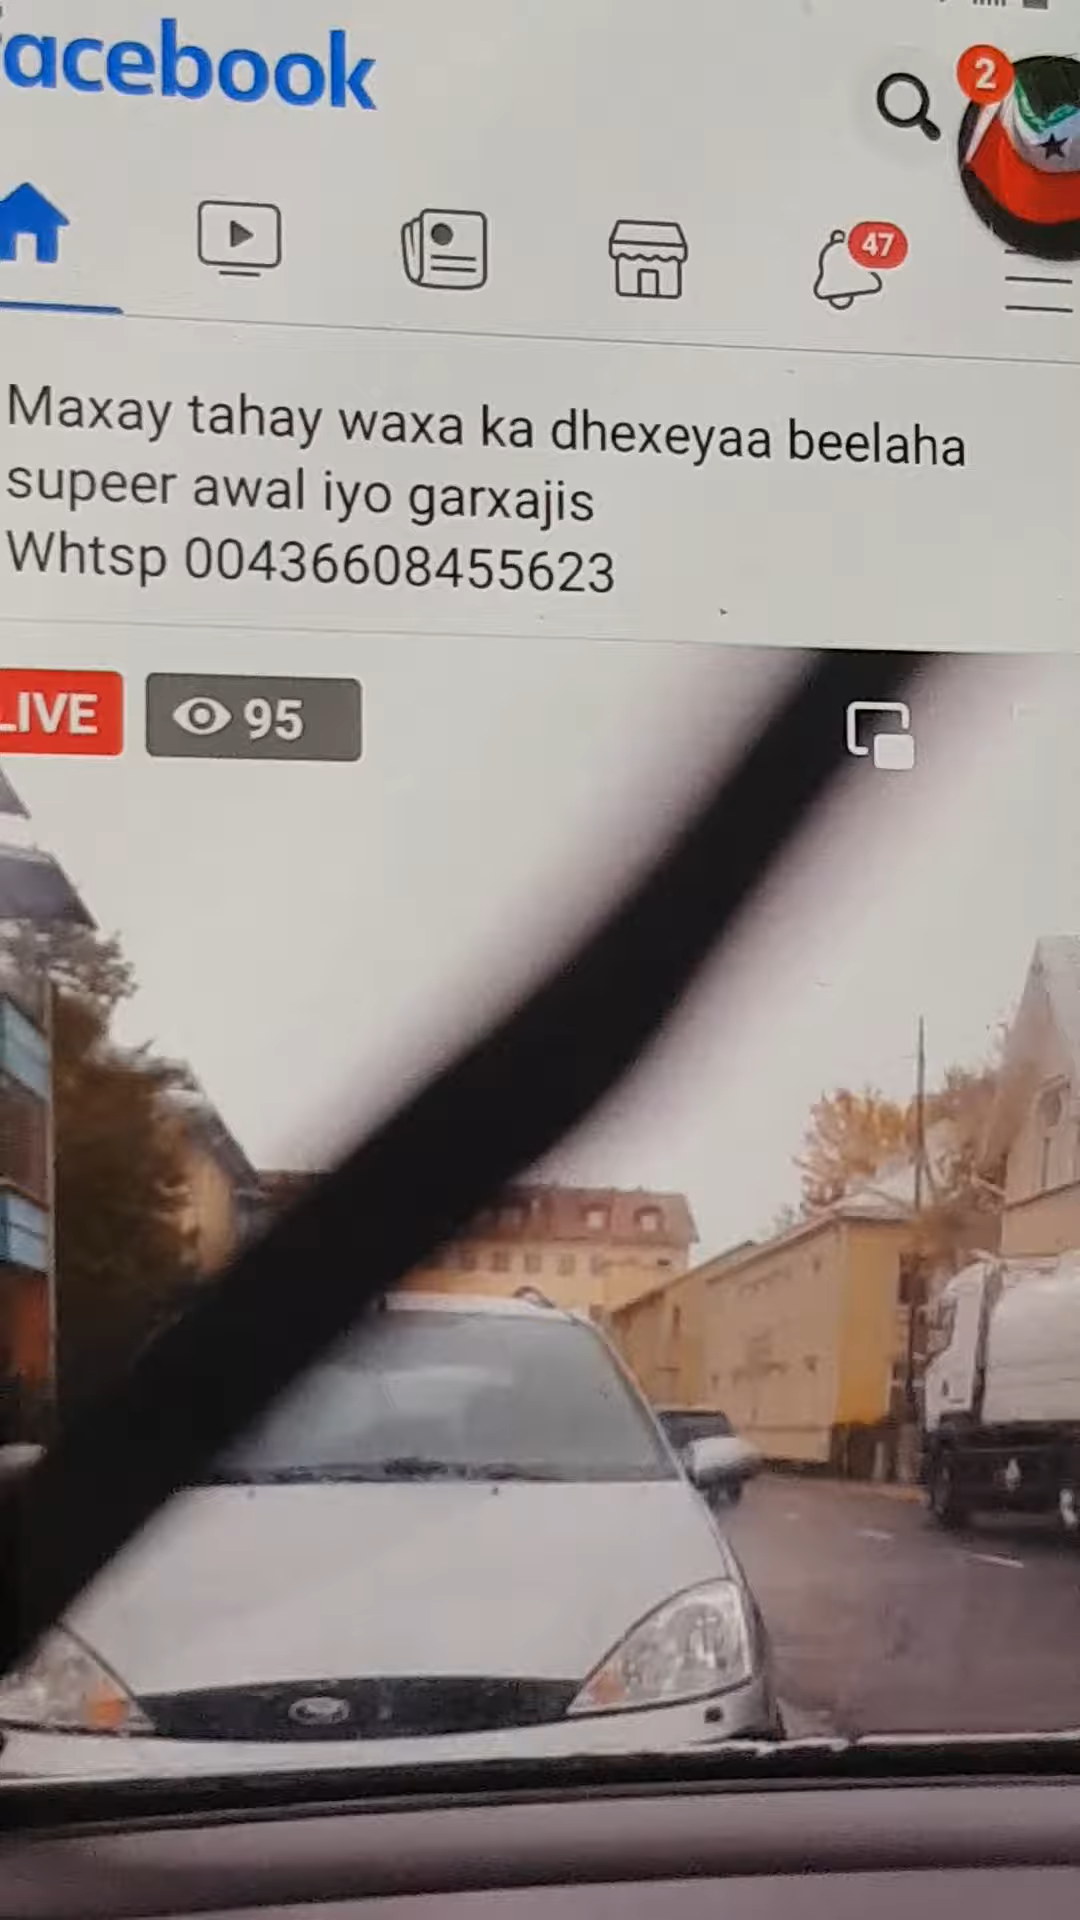 facebook
2
47
Maxay tahay waxa ka dhexeyaa beelaha
supeer awal iyo garxajis
Whtsp 00436608455623
LIVE 95